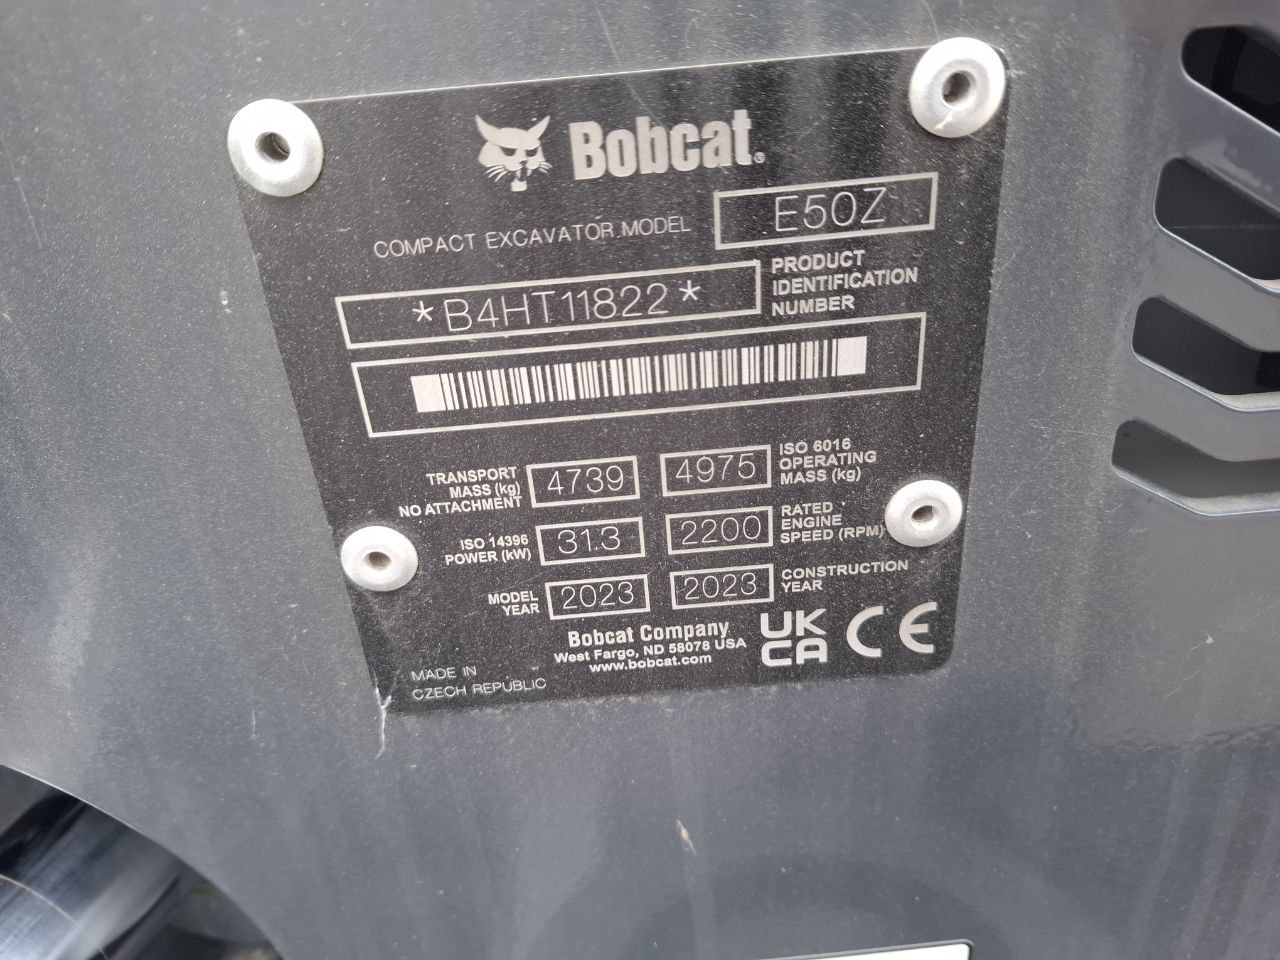 Bobcat.
COMPACT EXCAVATOR MODEL E50Z
*B4HT11822*
PRODUCT
IDENTIFICATION
NUMBER
TRANSPORT
MASS (kg)
NO ATTACHMENT
4739
4975
ISO 6016
OPERATING
MASS (kg)
ISO 14396
POWER (kW)
31.3
2200
RATED
ENGINE
SPEED (RPM)
MODEL
YEAR
2023
2023
CONSTRUCTION
YEAR
Bobcat Company
West Fargo, ND 58078 USA
www.bobcat.com
UK
CA
CE
MADE IN
CZECH REPUBLIC